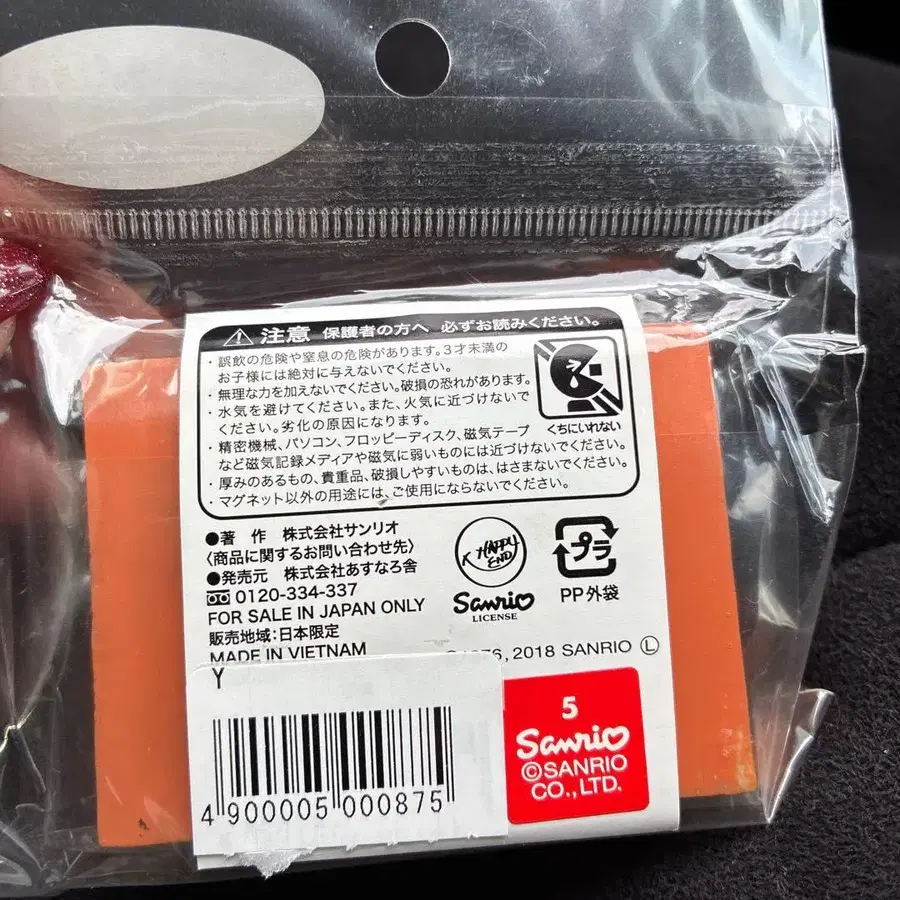 注意 保護者の方へ 必ずお読みください。
・誤飲の危険や窒息の危険があります。3才未満の
お子様には絶対に与えないでください。
・無理な力を加えないでください。破損の恐れがあります。
・水気を避けてください。また、火気に近づけないで
ください。劣化の原因になります。
・精密機械、パソコン、フロッピーディスク、磁気テープ
など磁気記録メディアや磁気に弱いものには近づけないでください。
・厚みのあるもの、貴重品、破損しやすいものは、はさまないでください。
・マグネット以外の用途には、ご使用にならないでください。
くちにいれない
●著 作 株式会社サンリオ
〈商品に関するお問い合わせ先〉
●発売元 株式会社あすなろ舎
0120-334-337
FOR SALE IN JAPAN ONLY
販売地域:日本限定
MADE IN VIETNAM
HAPPY
END
Sanrio
LICENSE
プラ
PP外袋
, 2018 SANRIO Ⓛ
Y
4 900005 000875
5
Sanrio
©SANRIO
CO.,LTD.